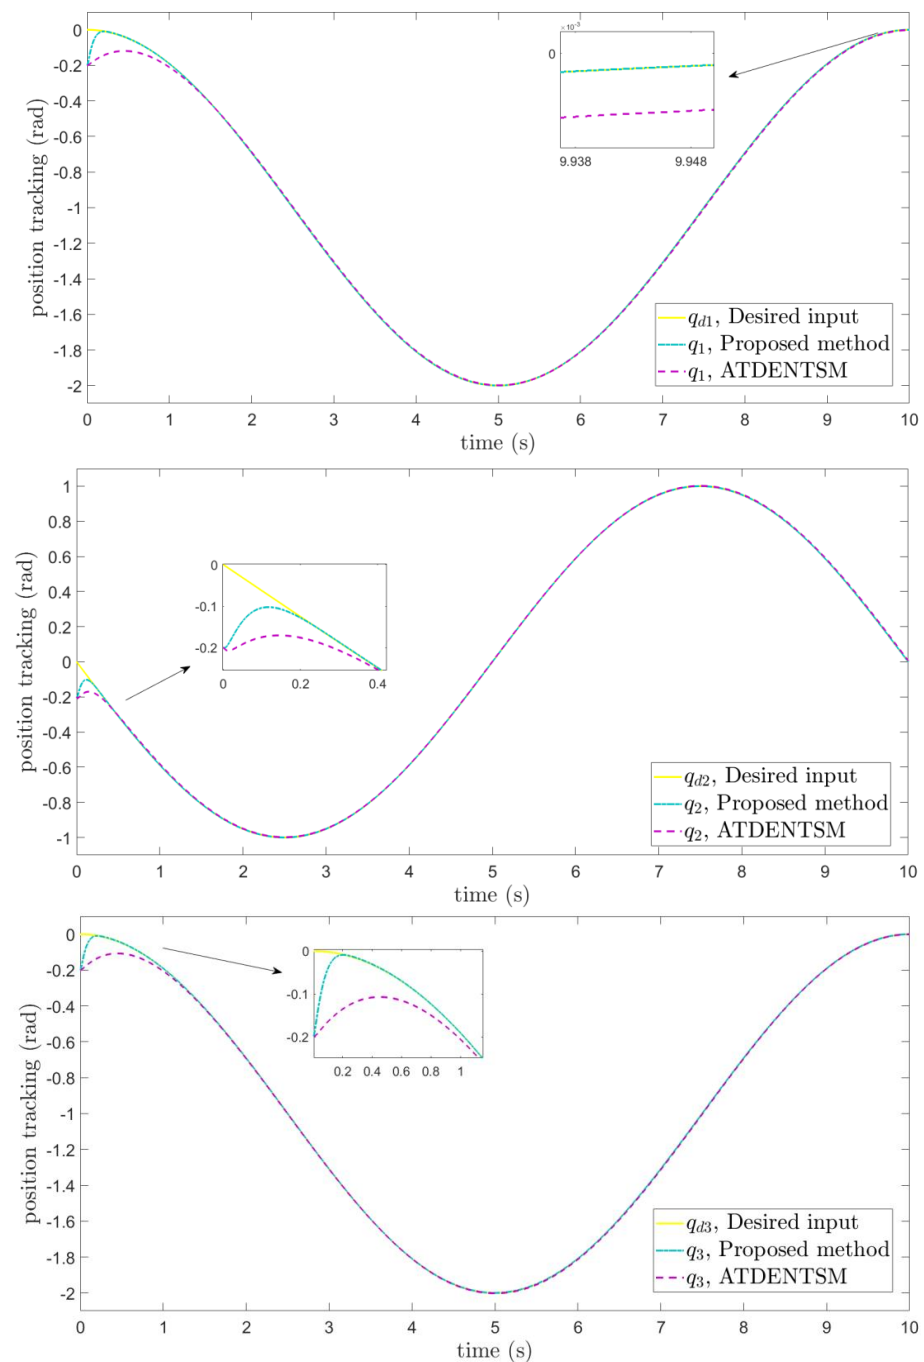 ×10⁻³
0
9.938 9.948
0
-0.2
-0.4
-0.6
-0.8
-1
-1.2
-1.4
-1.6
-1.8
-2
position tracking (rad)
q_{d1}, Desired input
q_1, Proposed method
q_1, ATDENTSM
0 1 2 3 4 5 6 7 8 9 10
time (s)
1
0.8
0.6
0.4
0.2
0
-0.2
-0.4
-0.6
-0.8
-1
position tracking (rad)
0
-0.1
-0.2
0 0.2 0.4
q_{d2}, Desired input
q_2, Proposed method
q_2, ATDENTSM
0 1 2 3 4 5 6 7 8 9 10
time (s)
0
-0.2
-0.4
-0.6
-0.8
-1
-1.2
-1.4
-1.6
-1.8
-2
position tracking (rad)
0
-0.1
-0.2
0.2 0.4 0.6 0.8 1
q_{d3}, Desired input
q_3, Proposed method
q_3, ATDENTSM
0 1 2 3 4 5 6 7 8 9 10
time (s)